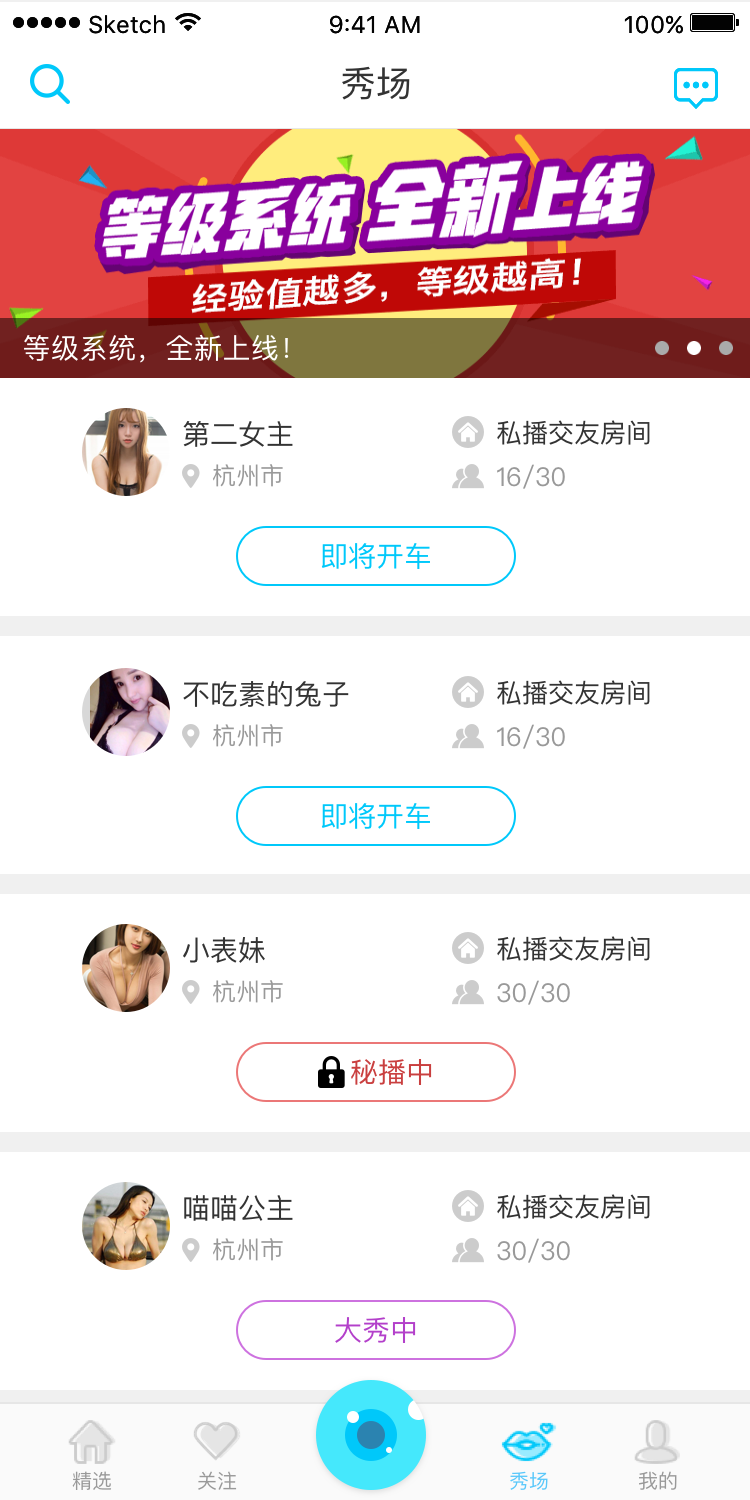 Sketch 9:41 AM 100%
秀场
等级系统 全新上线
经验值越多，等级越高！
等级系统，全新上线！
第二女主 私播交友房间
杭州市 16/30
即将开车
不吃素的兔子 私播交友房间
杭州市 16/30
即将开车
小表妹 私播交友房间
杭州市 30/30
秘播中
喵喵公主 私播交友房间
杭州市 30/30
大秀中
精选 关注 秀场 我的